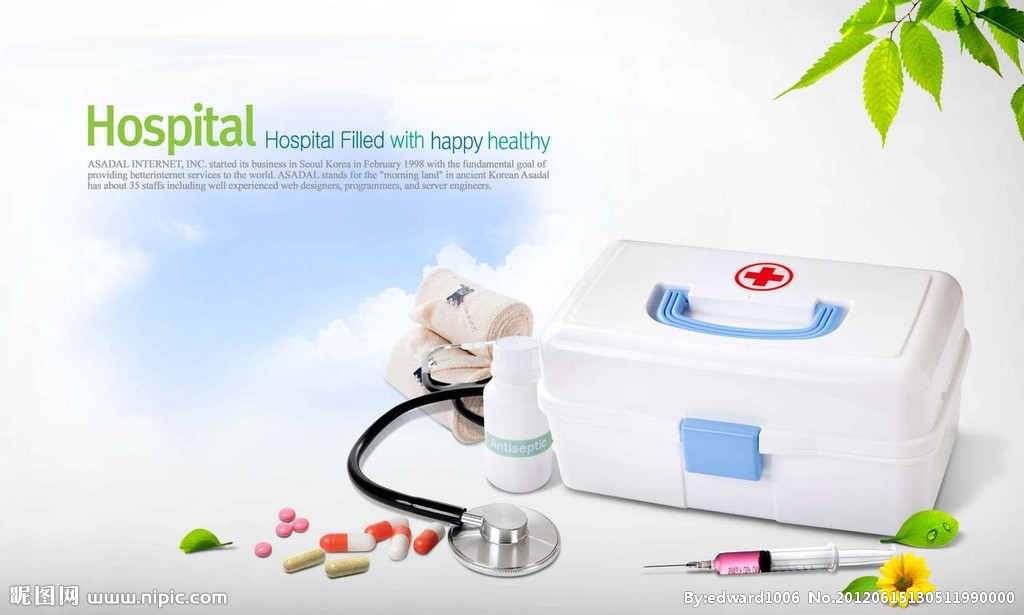 Hospital Hospital Filled with happy healthy
ASADAL INTERNET, INC. started its business in Seoul Korea in February 1998 with the fundamental goal of
providing betterinternet services to the world. ASADAL stands for the "morning land" in ancient Korean Asadal
has about 35 staffs including well experienced web designers, programmers, and server engineers.
Antiseptic
昵图网 www.nipic.com
By:edward1006 No.20120615130511990000